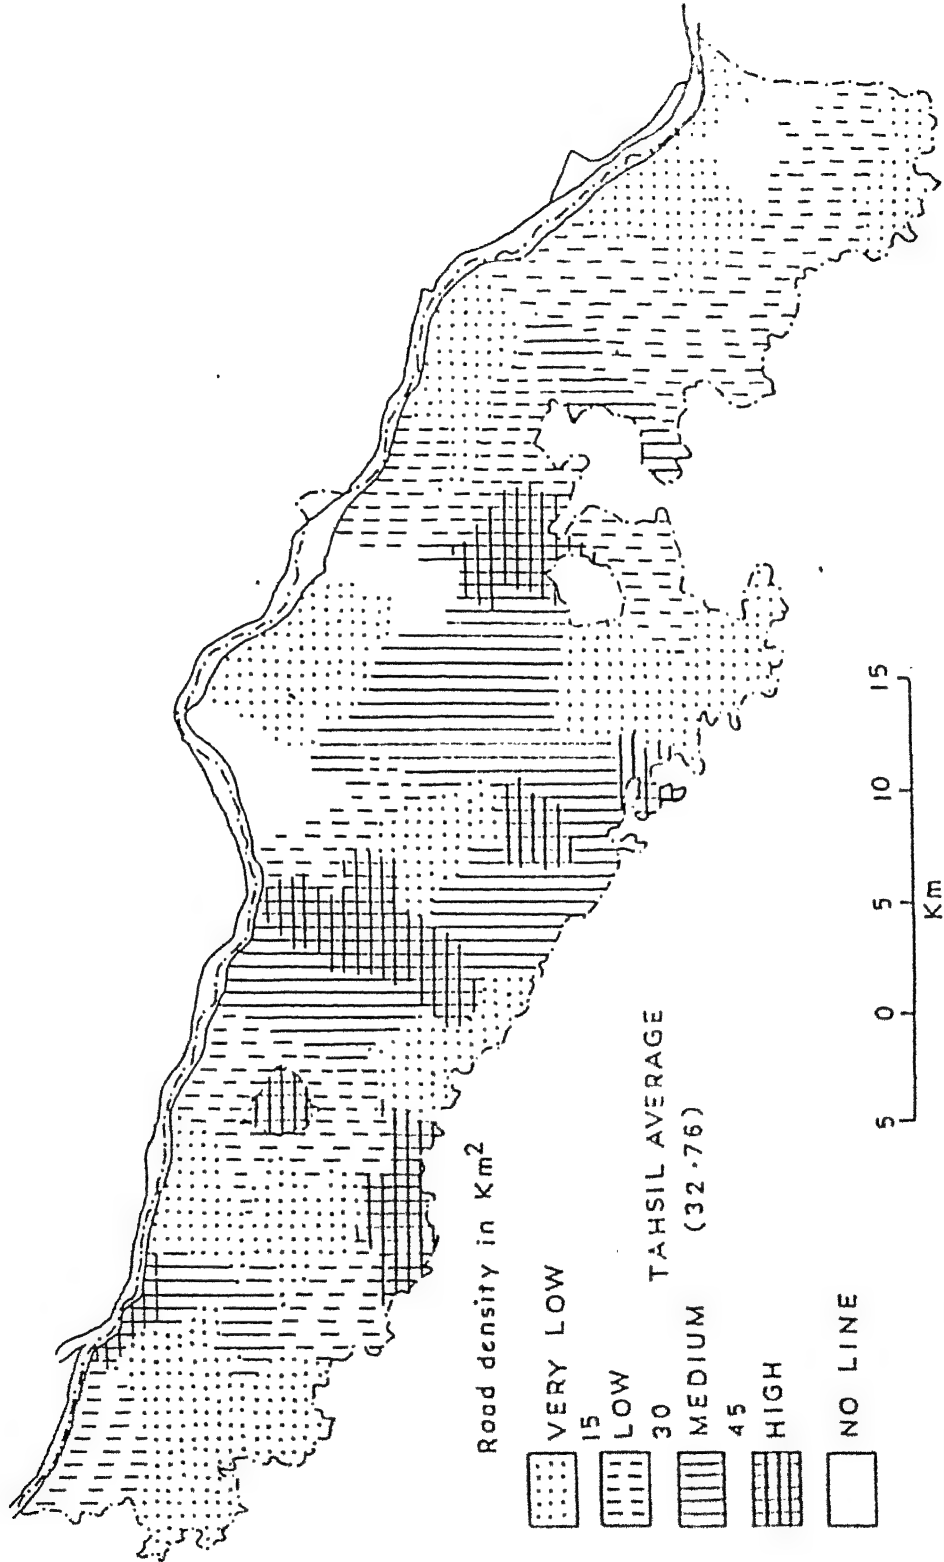 Road density in Km²
VERY LOW
15
LOW
30
MEDIUM
45
HIGH
NO LINE
TAHSIL AVERAGE
(32.76)
5 0 5 10 15
Km